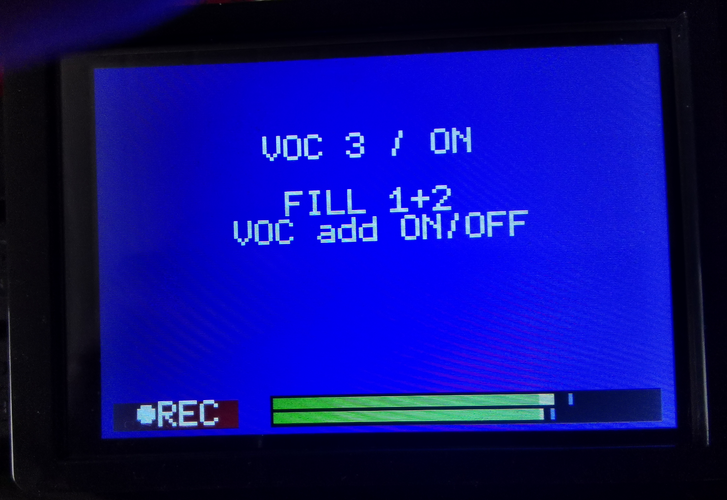 VOC 3 / ON
FILL 1+2
VOC add ON/OFF
REC